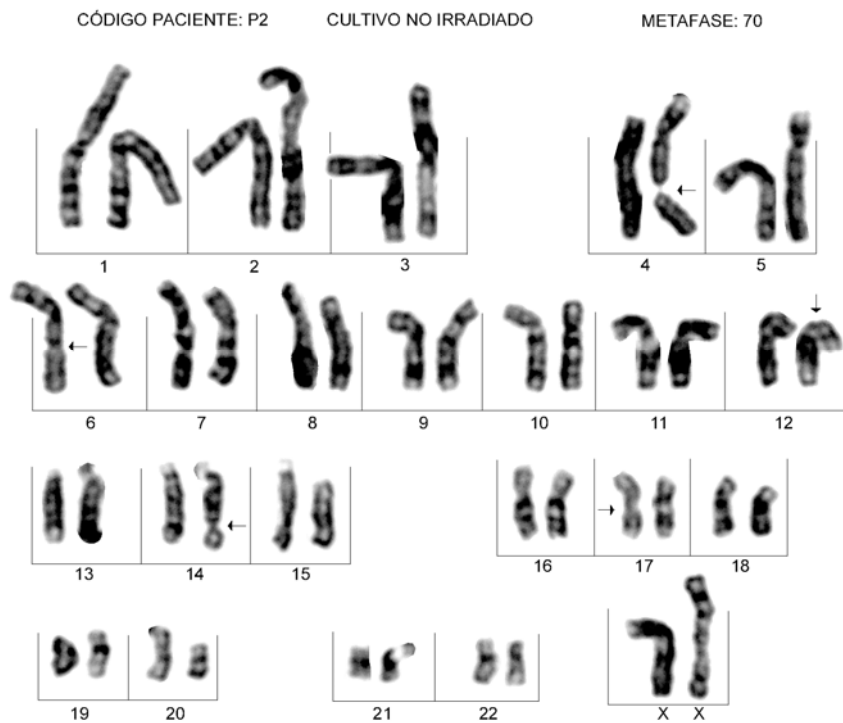 CÓDIGO PACIENTE: P2 CULTIVO NO IRRADIADO METAFASE: 70
1 2 3 4 5
6 7 8 9 10 11 12
13 14 15 16 17 18
19 20 21 22 X X